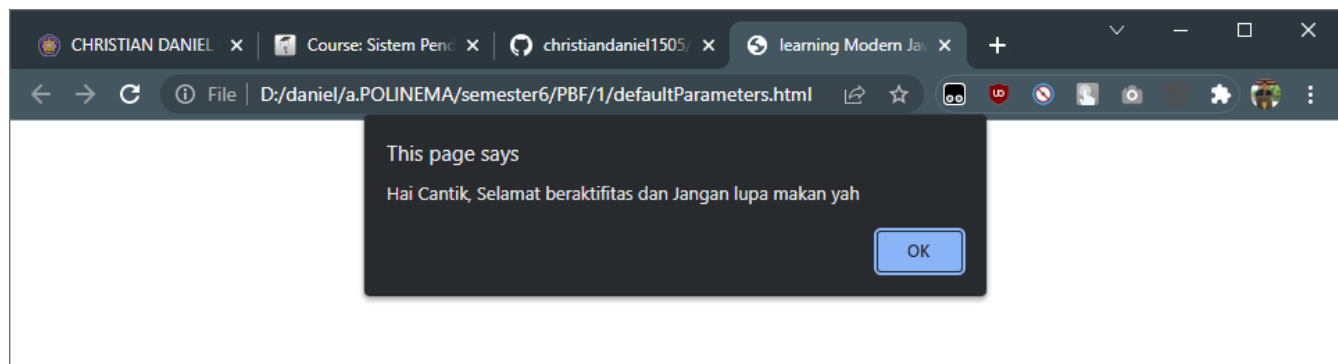 CHRISTIAN DANIEL
Course: Sistem Pend
christiandaniel1505/
learning Modern Jav
File
D:/daniel/a.POLINEMA/semester6/PBF/1/defaultParameters.html
This page says
Hai Cantik, Selamat beraktifitas dan Jangan lupa makan yah
OK